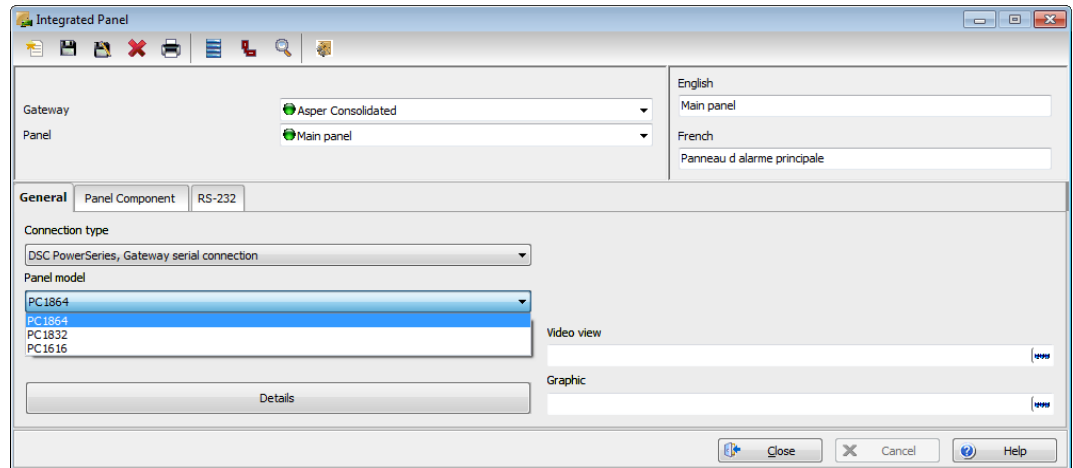 Integrated Panel
English
Gateway
Asper Consolidated
Main panel
Panel
Main panel
French
Panneau d alarme principale
General
Panel Component
RS-232
Connection type
DSC PowerSeries, Gateway serial connection
Panel model
PC1864
PC1864
PC1832
PC1616
Video view
Graphic
Details
Close
Cancel
Help